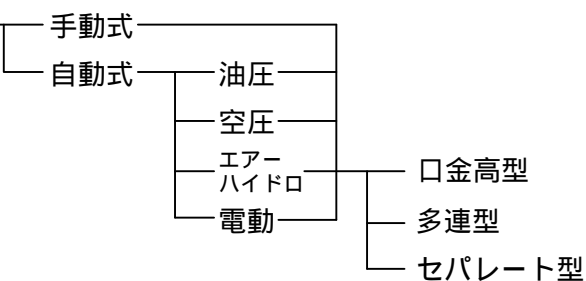 手動式
自動式
油圧
空圧
エアー
ハイドロ
電動
口金高型
多連型
セパレート型